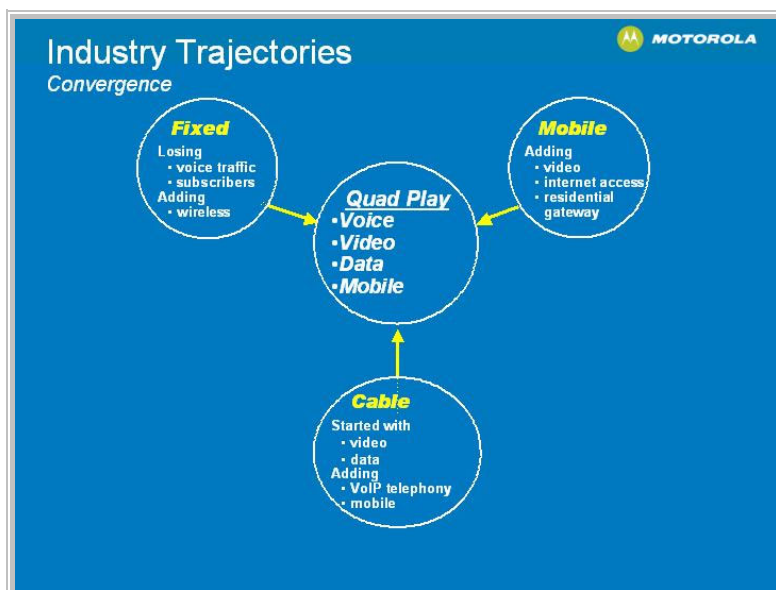 Industry Trajectories
Convergence
MOTOROLA
Fixed
Losing
• voice traffic
• subscribers
Adding
• wireless
Mobile
Adding
• video
• internet access
• residential
gateway
Quad Play
•Voice
•Video
•Data
•Mobile
Cable
Started with
• video
• data
Adding
• VoIP telephony
• mobile